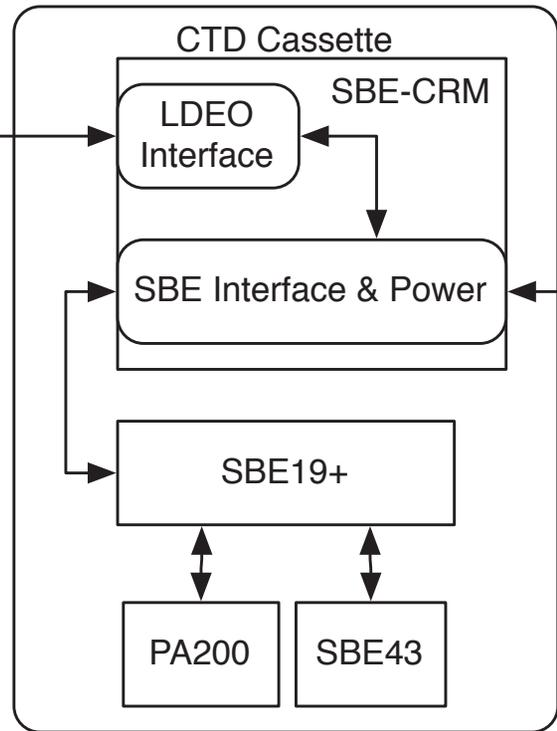 CTD Cassette
SBE-CRM
LDEO
Interface
SBE Interface & Power
SBE19+
PA200
SBE43